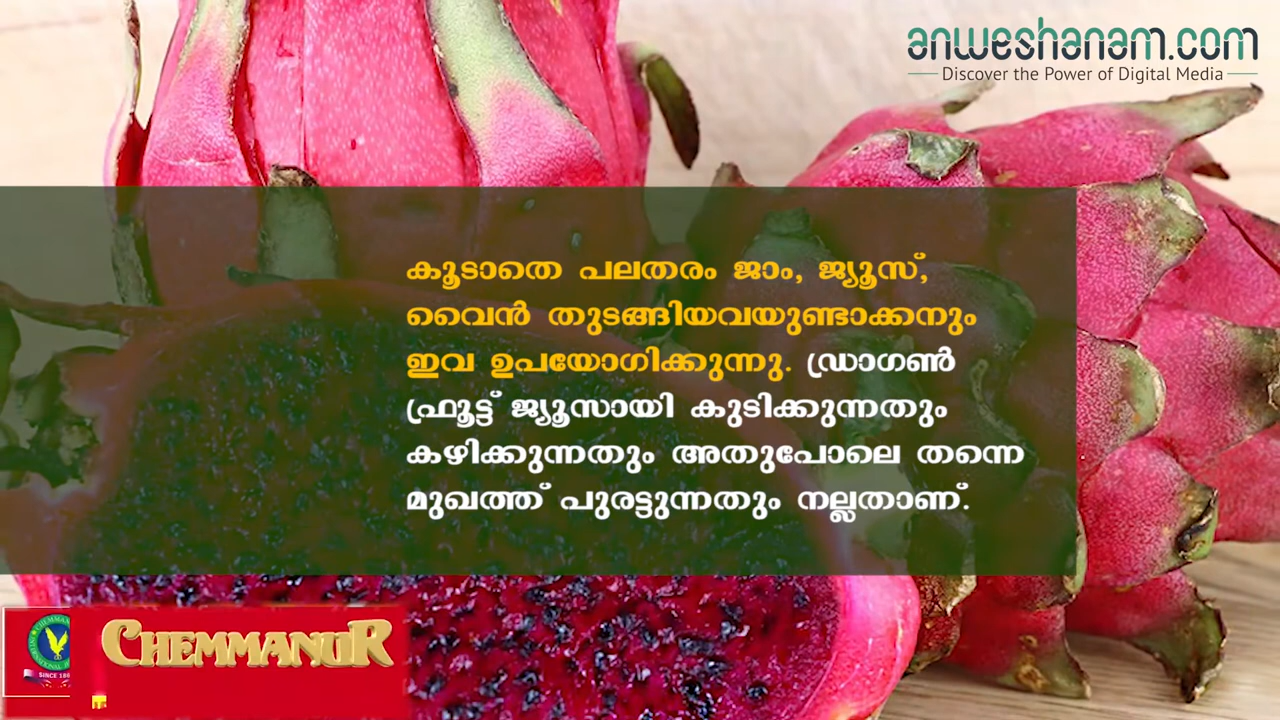 anweshanam.com
Discover the Power of Digital Media
കൂടാതെ പലതരം ജാം, ജ്യൂസ്,
വൈൻ തുടങ്ങിയവയുണ്ടാക്കനും
ഇവ ഉപയോഗിക്കുന്നു. ഡ്രാഗൺ
ഫ്രൂട്ട് ജ്യൂസായി കുടിക്കുന്നതും
കഴിക്കുന്നതും അതുപോലെ തന്നെ
മുഖത്ത് പുരട്ടുന്നതും നല്ലതാണ്.
CHEMMANUR